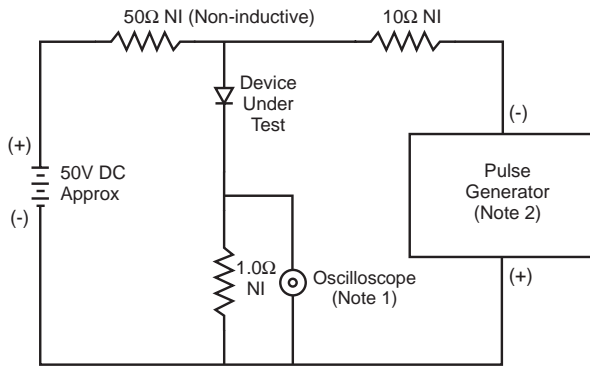 50Ω NI (Non-inductive)
10Ω NI
Device
Under
Test
(-)
(+)
50V DC
Approx
(-)
Pulse
Generator
(Note 2)
1.0Ω
NI
Oscilloscope
(Note 1)
(+)